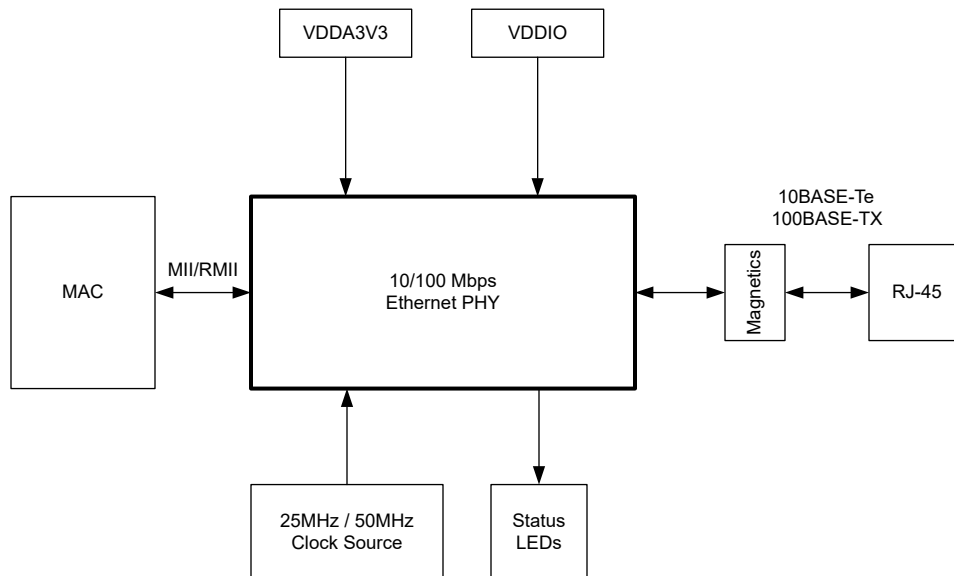 VDDA3V3
VDDIO
10BASE-Te
100BASE-TX
MAC
MII/RMII
10/100 Mbps
Ethernet PHY
Magnetics
RJ-45
25MHz / 50MHz
Clock Source
Status
LEDs